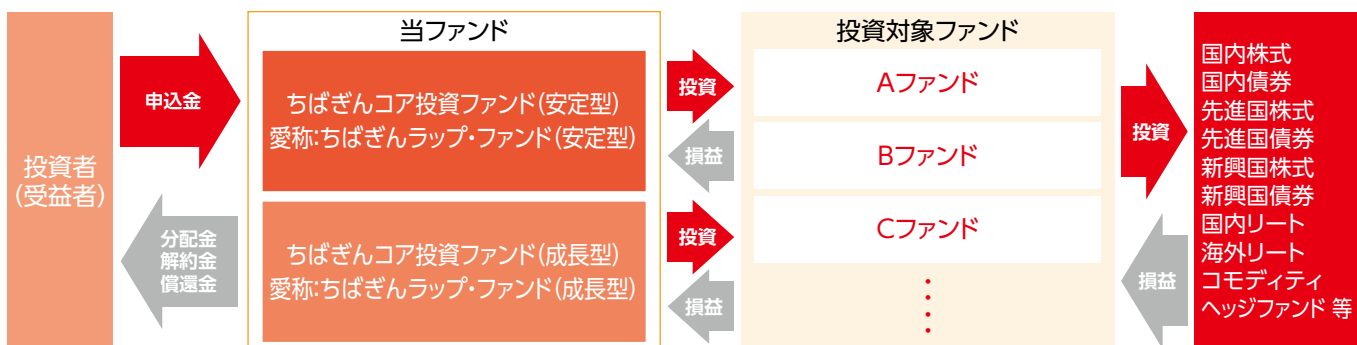 投資者
(受益者)
申込金
分配金
解約金
償還金
当ファンド
ちばぎんコア投資ファンド(安定型)
愛称:ちばぎんラップ・ファンド(安定型)
ちばぎんコア投資ファンド(成長型)
愛称:ちばぎんラップ・ファンド(成長型)
投資
損益
投資
損益
投資対象ファンド
Aファンド
Bファンド
Cファンド
投資
損益
国内株式
国内債券
先進国株式
先進国債券
新興国株式
新興国債券
国内リート
海外リート
コモディティ
ヘッジファンド 等